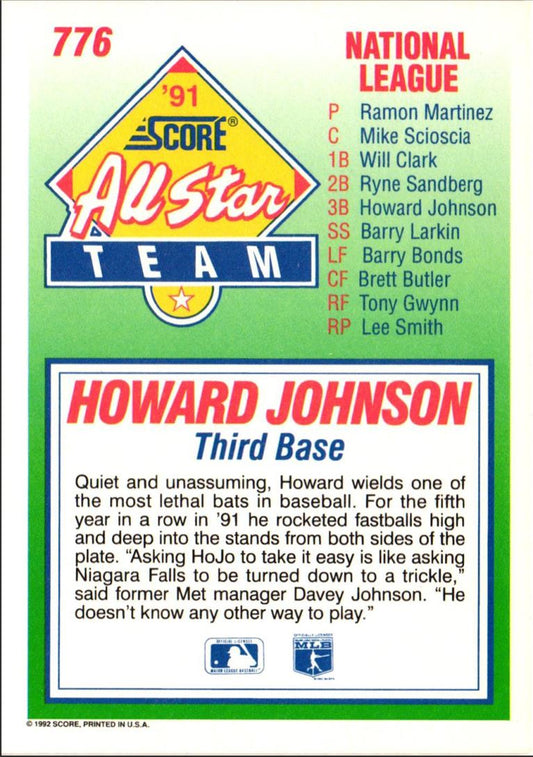 776
'91
SCORE®
All Star
TEAM
NATIONAL
LEAGUE
P Ramon Martinez
C Mike Scioscia
1B Will Clark
2B Ryne Sandberg
3B Howard Johnson
SS Barry Larkin
LF Barry Bonds
CF Brett Butler
RF Tony Gwynn
RP Lee Smith
HOWARD JOHNSON
Third Base
Quiet and unassuming, Howard wields one of
the most lethal bats in baseball. For the fifth
year in a row in '91 he rocketed fastballs high
and deep into the stands from both sides of the
plate. “Asking HoJo to take it easy is like asking
Niagara Falls to be turned down to a trickle,”
said former Met manager Davey Johnson. “He
doesn't know any other way to play.”
OFFICIAL LICENSEE
MAJOR LEAGUE BASEBALL
MLB
© 1992 SCORE, PRINTED IN U.S.A.